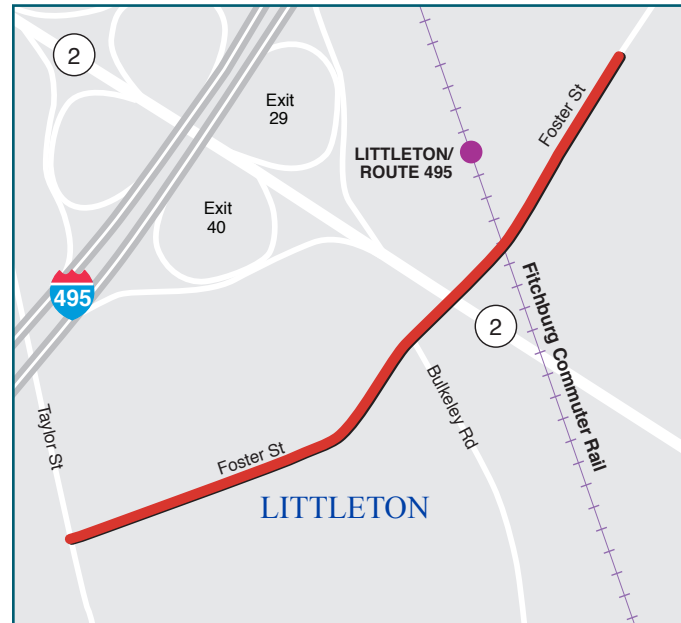 2
Exit
29
Foster St
LITTLETON/
ROUTE 495
Exit
40
495
Fitchburg Commuter Rail
2
Taylor St
Bulkeley Rd
Foster St
LITTLETON